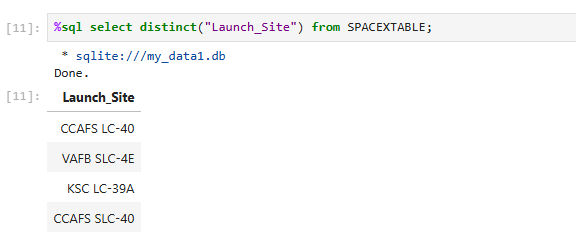 [11]: %sql select distinct("Launch_Site") from SPACEXTABLE;
* sqlite:///my_data1.db
Done.
[11]: Launch_Site
CCAFS LC-40
VAFB SLC-4E
KSC LC-39A
CCAFS SLC-40